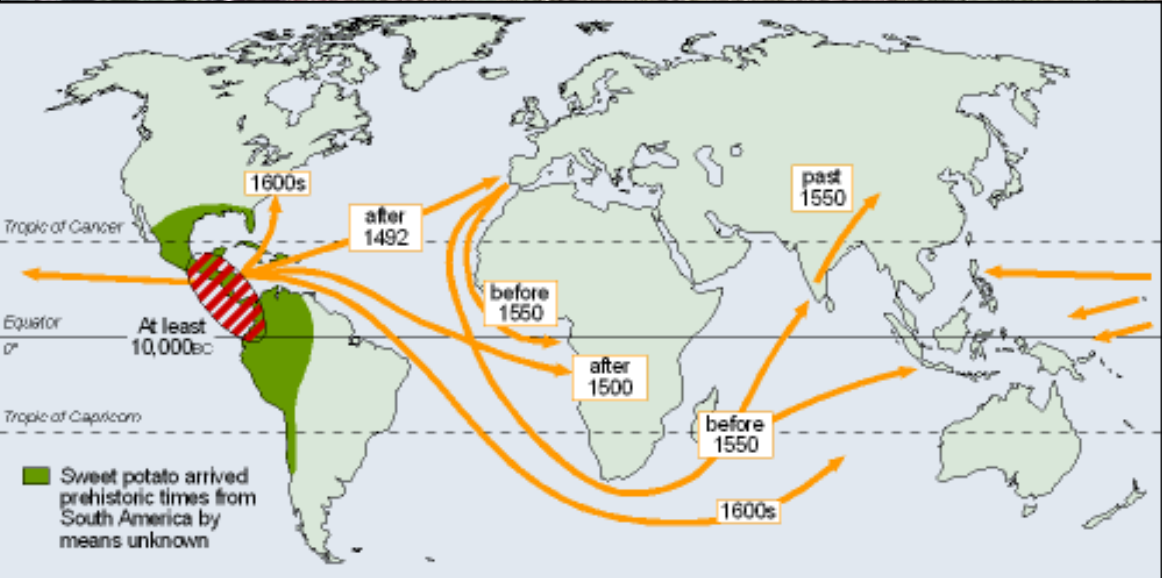 1600s
past
1550
after
1492
Tropic of Cancer
before
1550
Equator
0°
At least
10,000BC
after
1500
Tropic of Capricorn
before
1550
Sweet potato arrived
prehistoric times from
South America by
means unknown
1600s